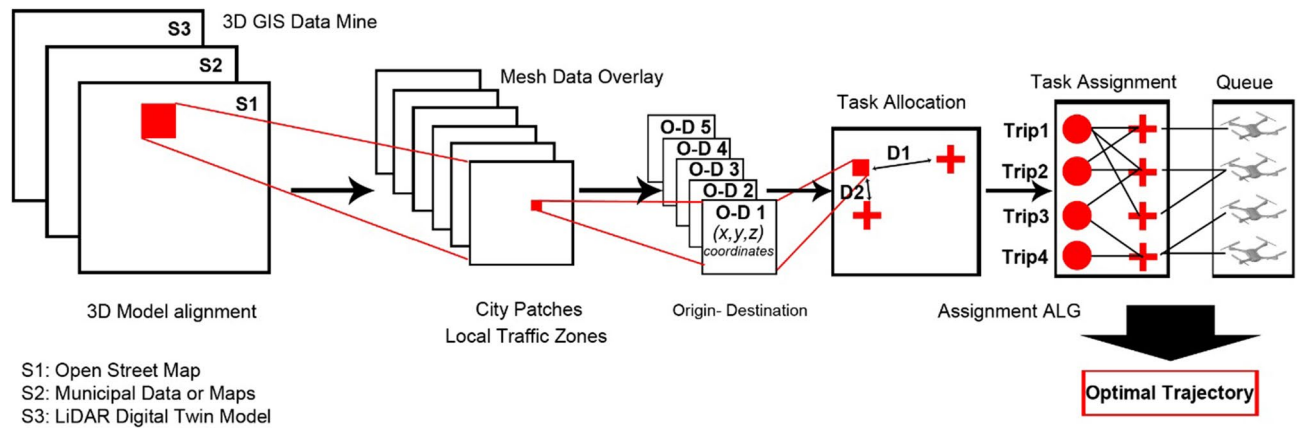 3D GIS Data Mine
S3
S2
S1
3D Model alignment
S1: Open Street Map
S2: Municipal Data or Maps
S3: LiDAR Digital Twin Model
Mesh Data Overlay
City Patches
Local Traffic Zones
O-D 5
O-D 4
O-D 3
O-D 2
O-D 1
(x,y,z)
coordinates
Origin- Destination
Task Allocation
D1
D2
Assignment ALG
Task Assignment
Queue
Trip1
Trip2
Trip3
Trip4
Optimal Trajectory